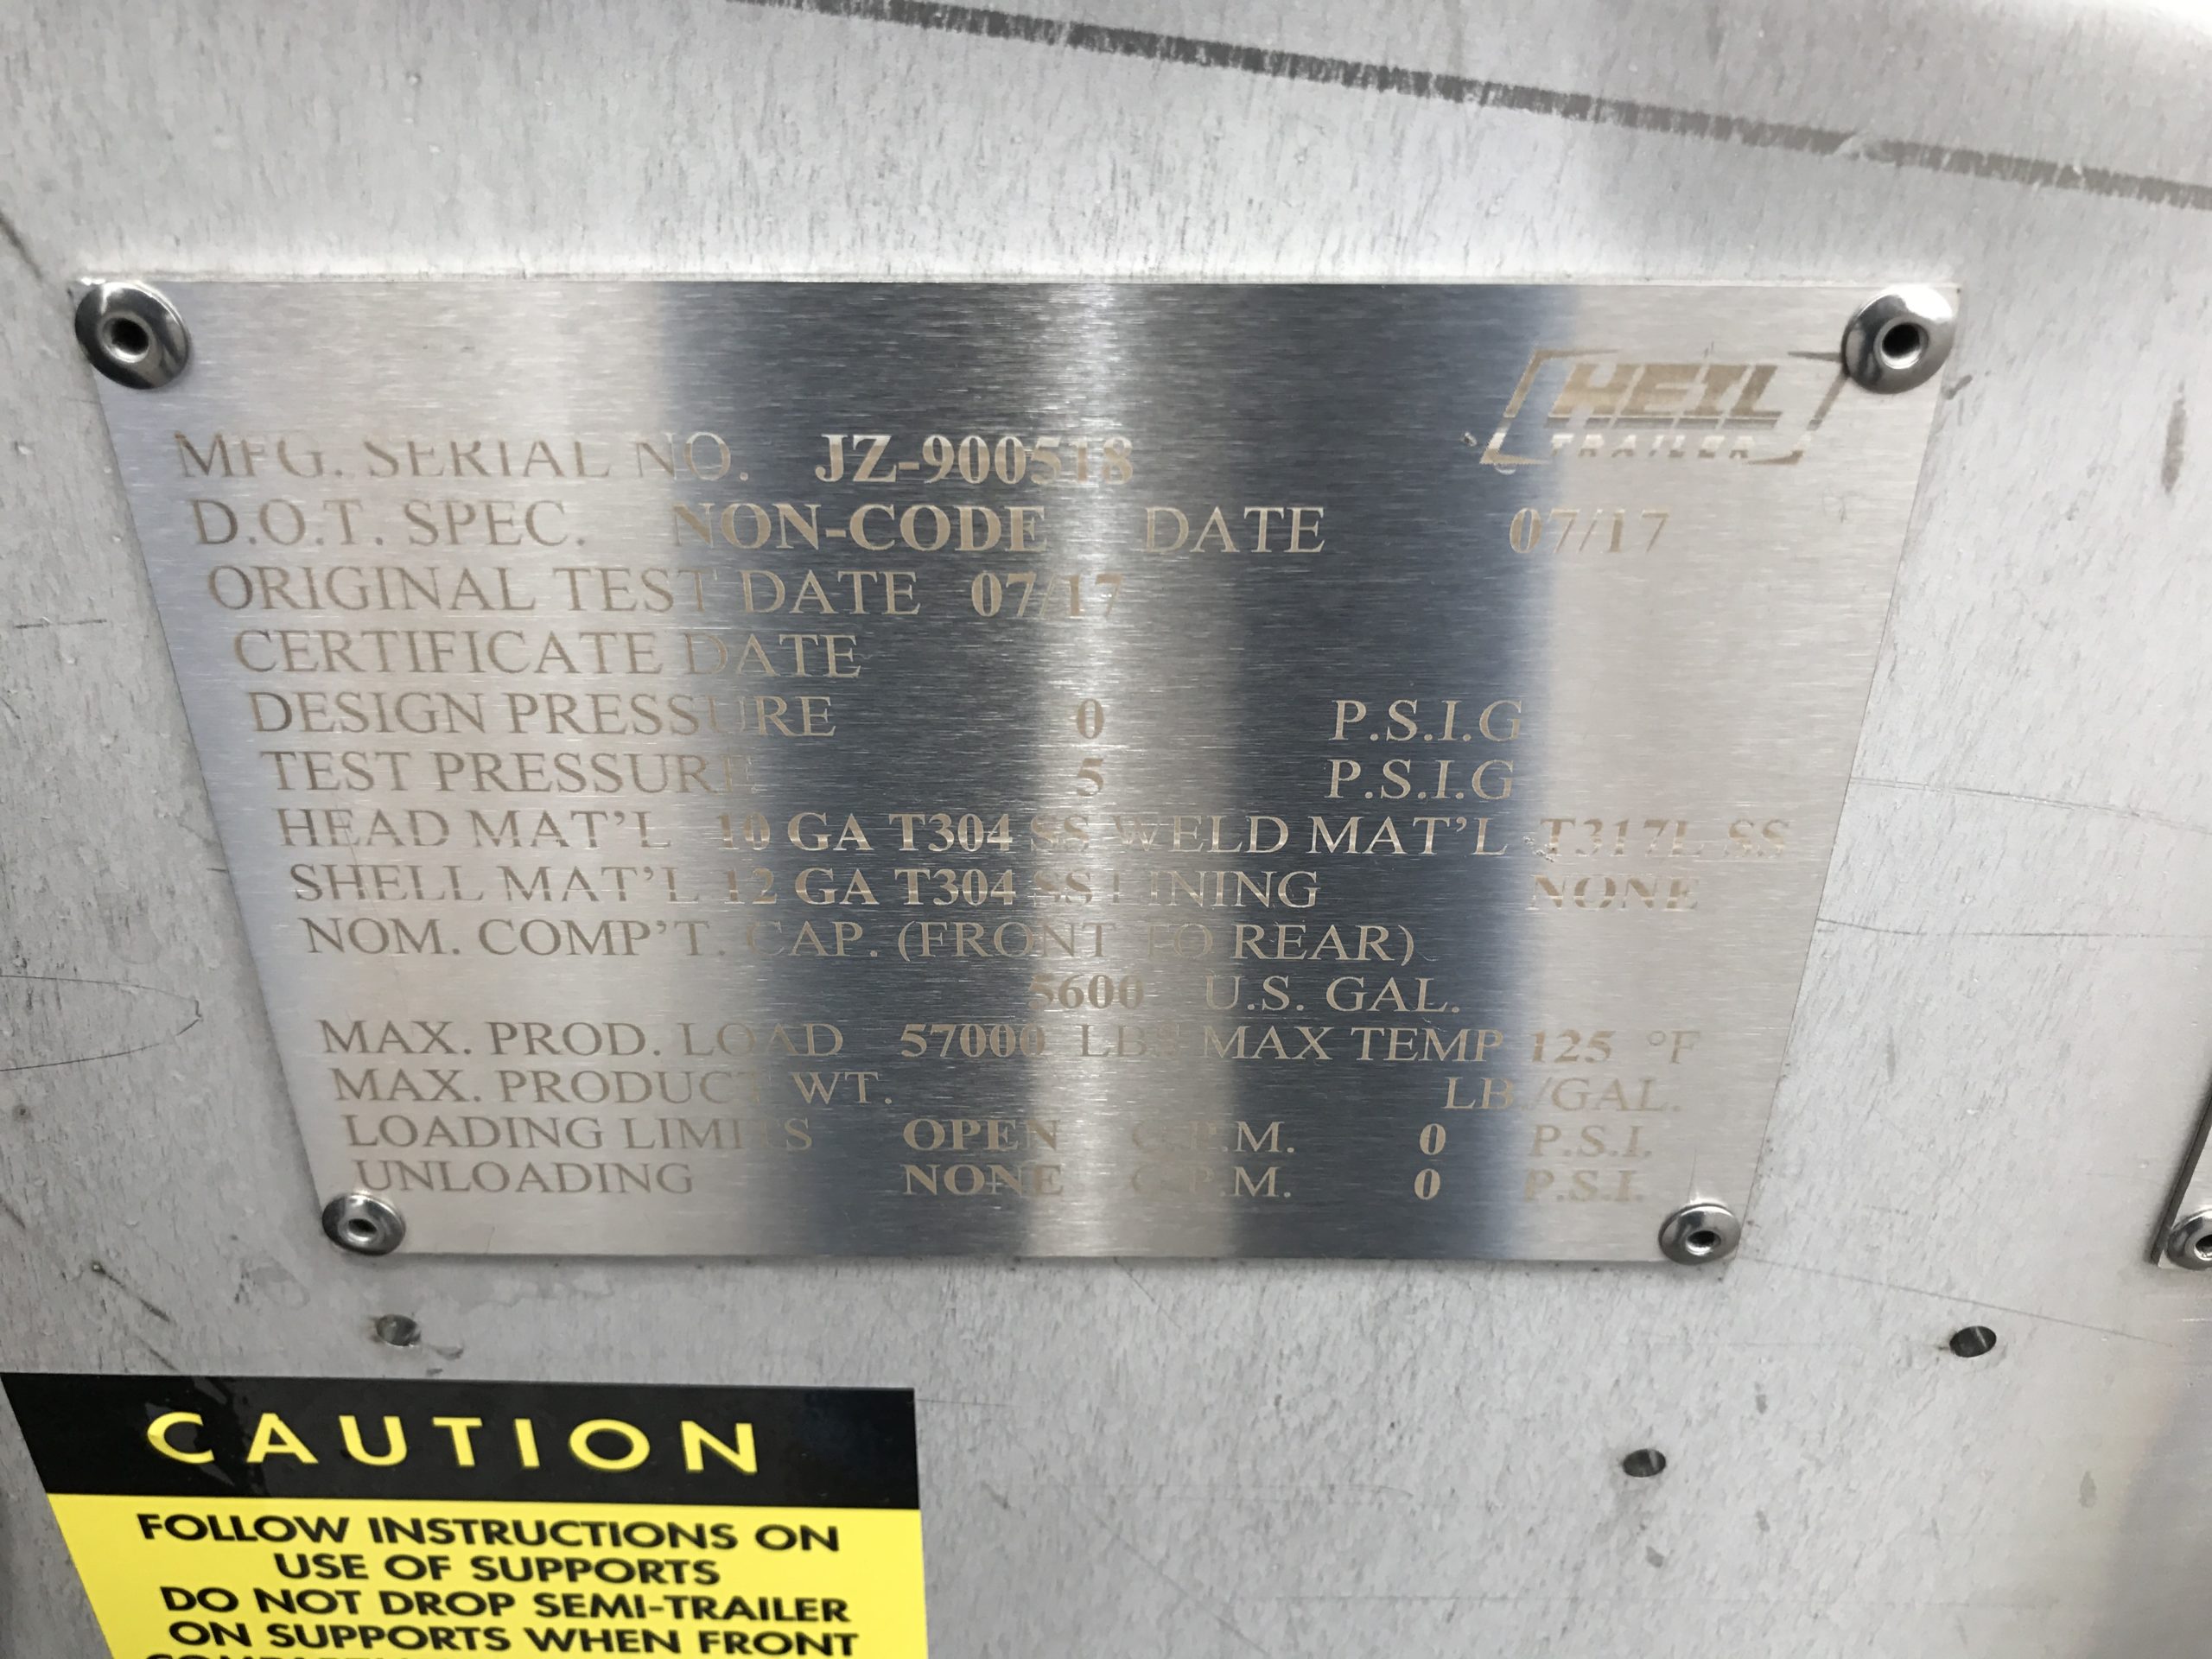 HEIL
TRAILER
MFG. SERIAL NO. JZ-900518
D.O.T. SPEC. NON-CODE DATE 07/17
ORIGINAL TEST DATE 07/17
CERTIFICATE DATE
DESIGN PRESSURE 0 P.S.I.G
TEST PRESSURE 5 P.S.I.G
HEAD MAT'L 10 GA T304 SS WELD MAT'L T317L SS
SHELL MAT'L 12 GA T304 SS LINING NONE
NOM. COMP'T. CAP. (FRONT TO REAR)
5600 U.S. GAL.
MAX. PROD. LOAD 57000 LBS MAX TEMP 125 °F
MAX. PRODUCT WT. LB./GAL.
LOADING LIMITS OPEN G.P.M. 0 P.S.I.
UNLOADING NONE G.P.M. 0 P.S.I.
CAUTION
FOLLOW INSTRUCTIONS ON
USE OF SUPPORTS
DO NOT DROP SEMI-TRAILER
ON SUPPORTS WHEN FRONT